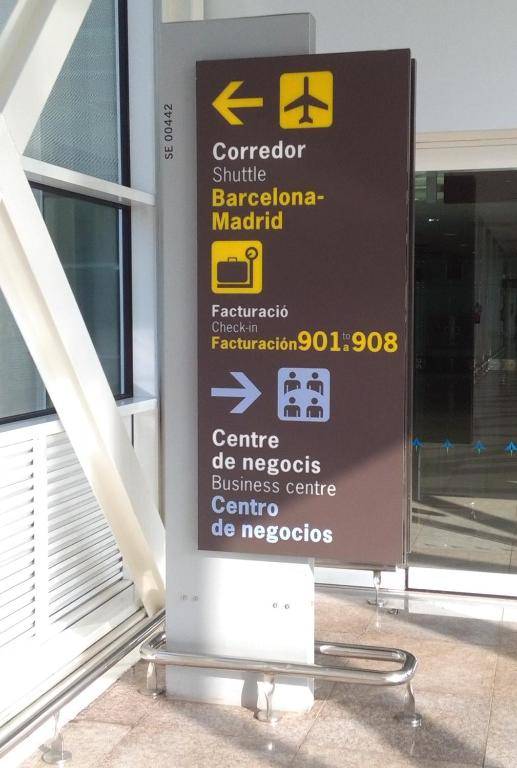 SE 00442
Corredor
Shuttle
Barcelona-
Madrid
Facturació
Check-in
Facturación 901 to a 908
Centre
de negocis
Business centre
Centro
de negocios